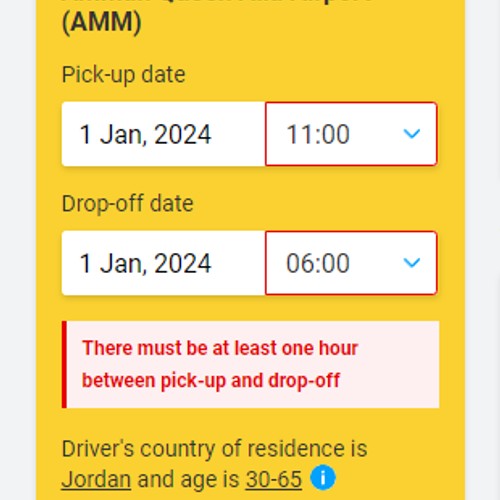 (AMM)
Pick-up date
1 Jan, 2024
11:00
Drop-off date
1 Jan, 2024
06:00
There must be at least one hour
between pick-up and drop-off
Driver's country of residence is
Jordan and age is 30-65 i